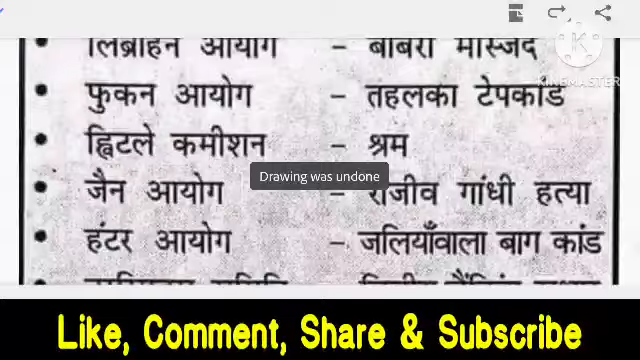 KINEMASTER
लिब्राहन आयोग – बाबरी मस्जिद
फुकन आयोग – तहलका टेपकांड
ह्विटले कमीशन – श्रम
Drawing was undone
जैन आयोग – राजीव गांधी हत्या
हंटर आयोग – जलियाँवाला बाग कांड
Like, Comment, Share & Subscribe